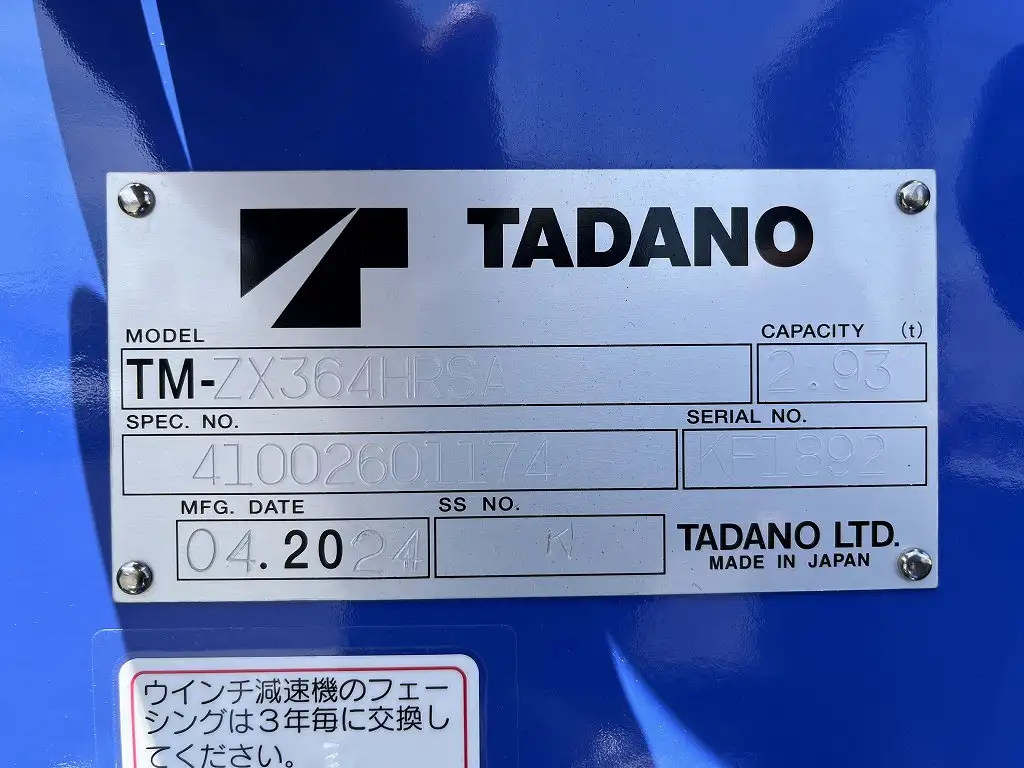 TADANO
MODEL
CAPACITY (t)
TM-ZX364HRSA
2.93
SPEC. NO.
SERIAL NO.
41002601174
KF1892
MFG. DATE
SS NO.
04.2024
K
TADANO LTD.
MADE IN JAPAN
ウインチ減速機のフェー
シングは3年毎に交換し
てください。